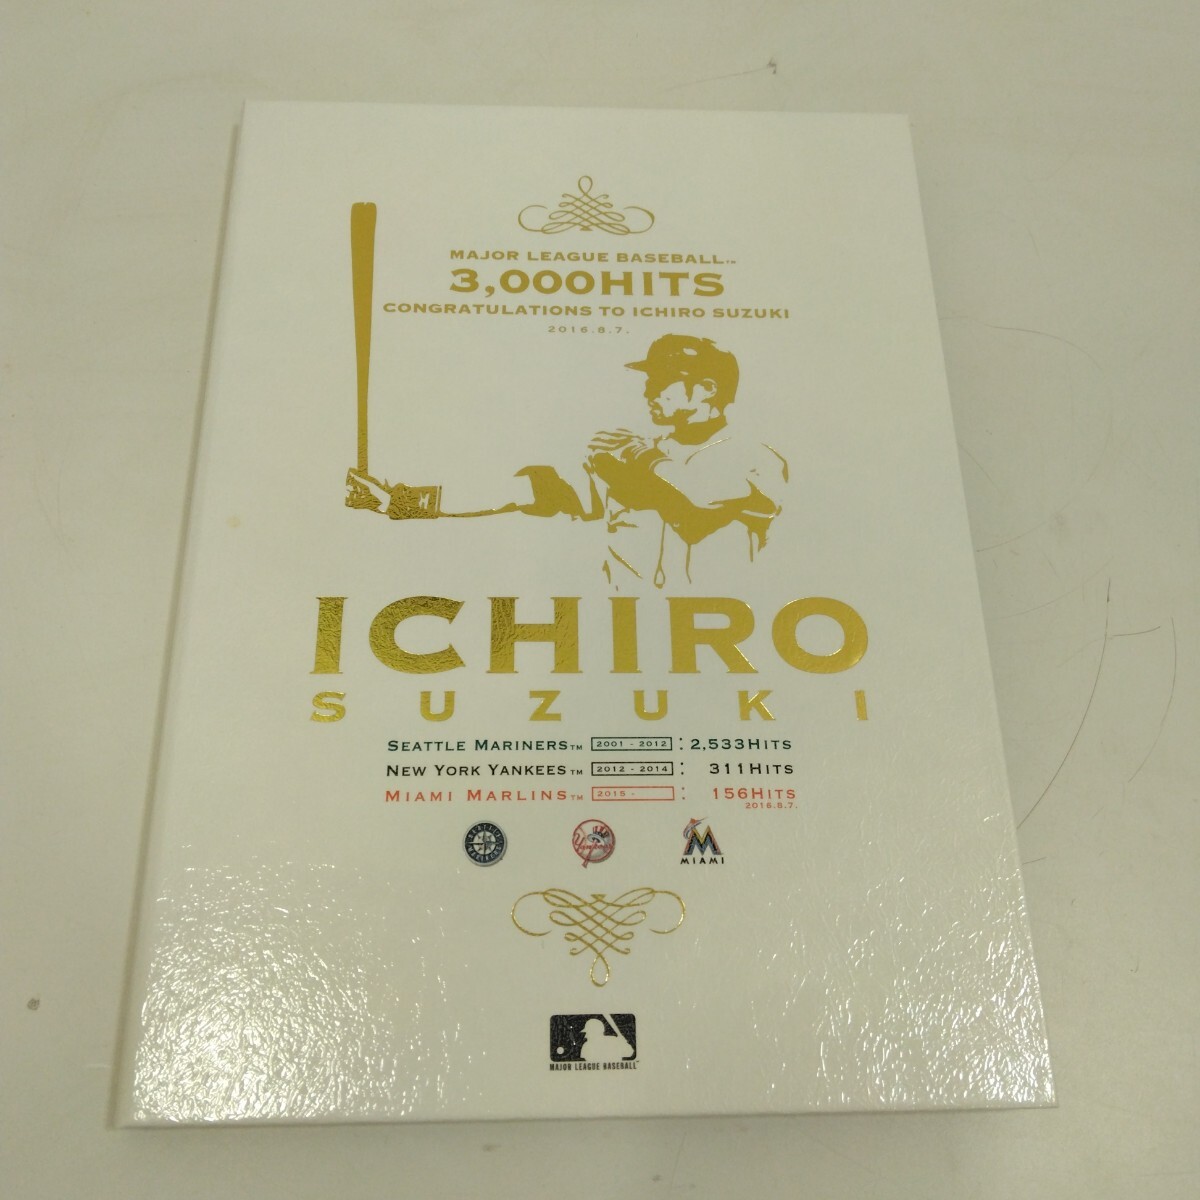 MAJOR LEAGUE BASEBALL™
3,000HITS
CONGRATULATIONS TO ICHIRO SUZUKI
2016.8.7.
ICHIRO
SUZUKI
SEATTLE MARINERS™ 2001 - 2012 : 2,533HITS
NEW YORK YANKEES™ 2012 - 2014 : 311HITS
MIAMI MARLINS™ 2015 - : 156HITS
2016.8.7.
MIAMI
MAJOR LEAGUE BASEBALL™